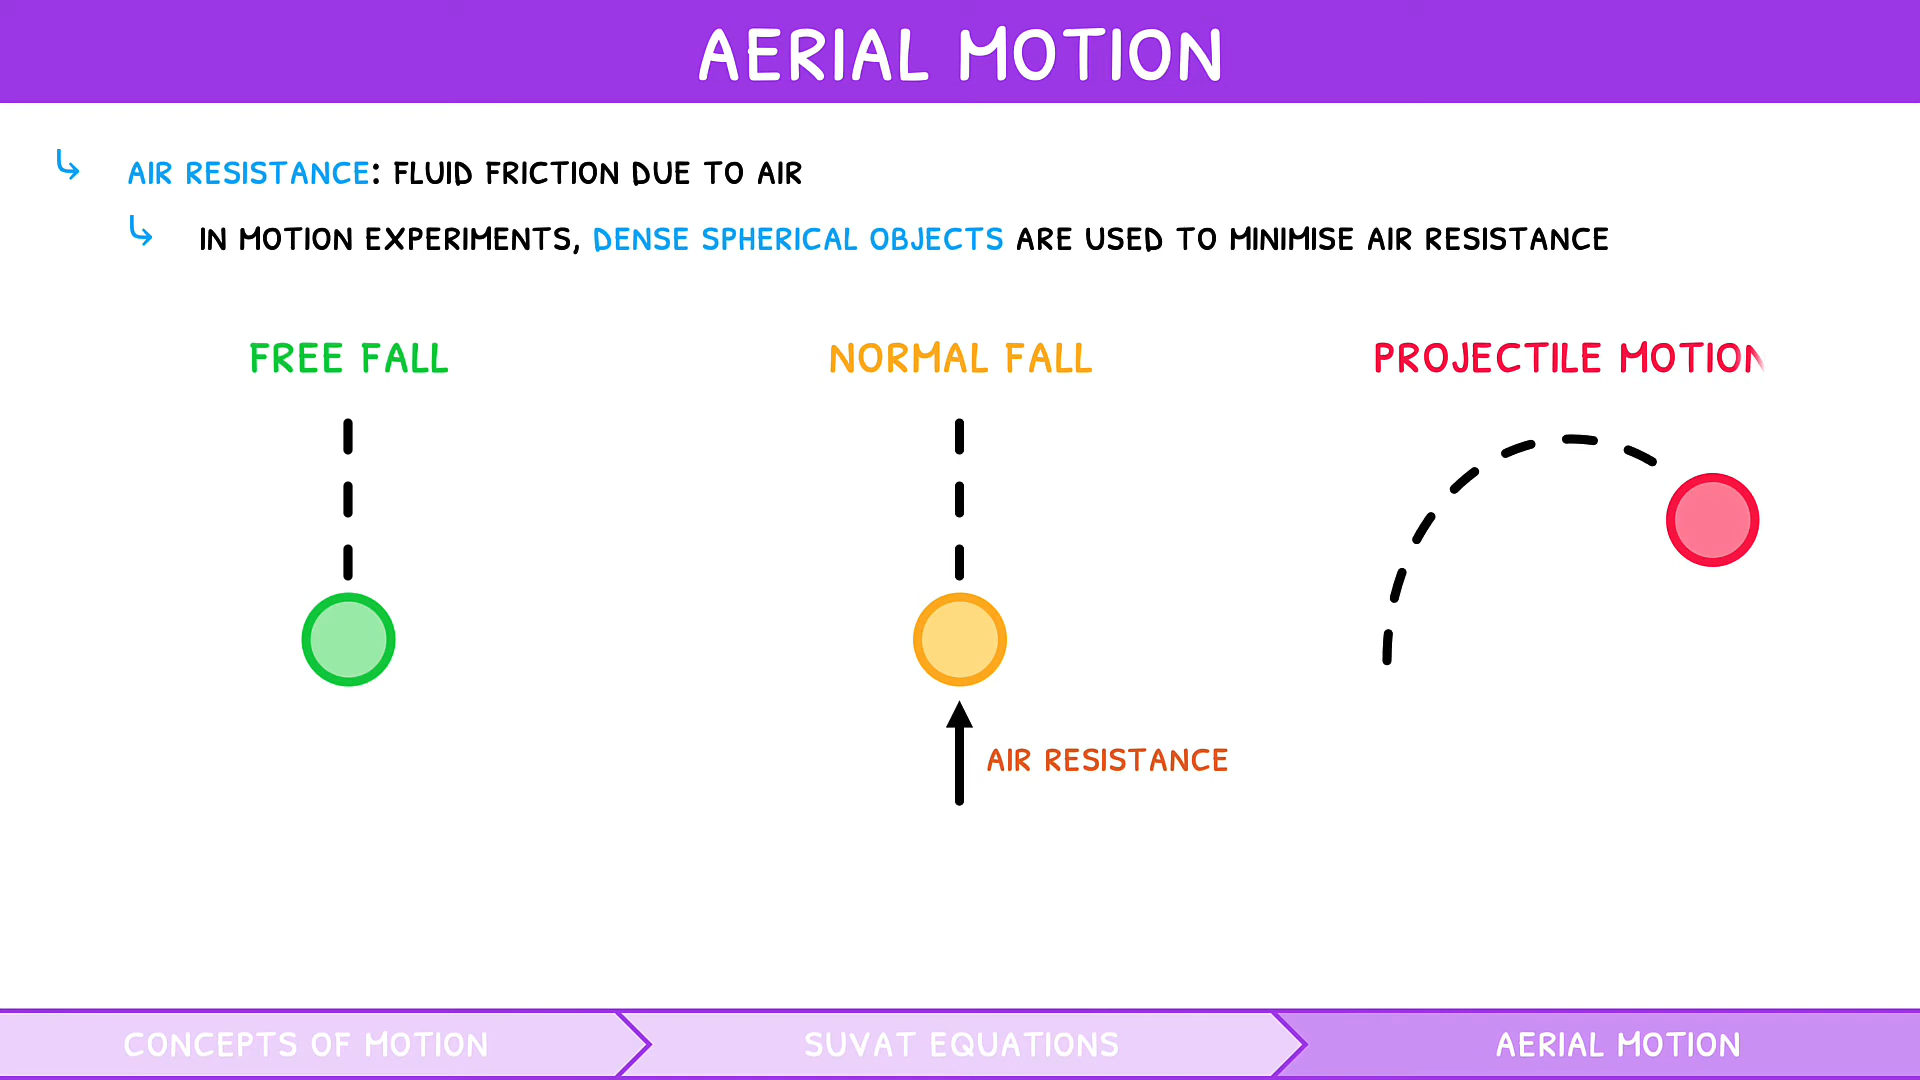 AERIAL MOTION
AIR RESISTANCE: FLUID FRICTION DUE TO AIR
IN MOTION EXPERIMENTS, DENSE SPHERICAL OBJECTS ARE USED TO MINIMISE AIR RESISTANCE
FREE FALL
NORMAL FALL
PROJECTILE MOTION
AIR RESISTANCE
CONCEPTS OF MOTION
SUVAT EQUATIONS
AERIAL MOTION